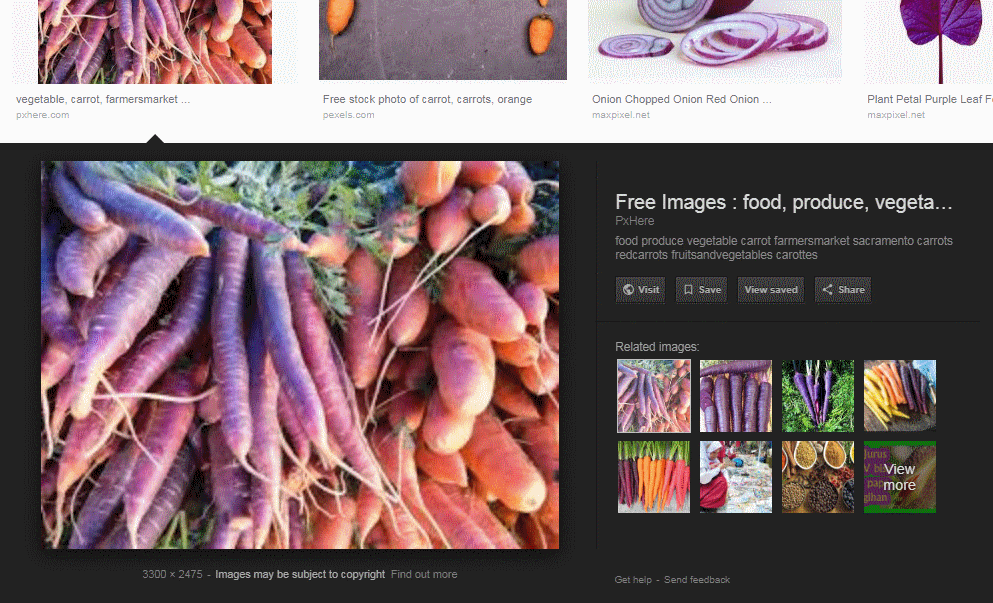 vegetable, carrot, farmersmarket ...
pxhere.com
Free stock photo of carrot, carrots, orange
pexels.com
Onion Chopped Onion Red Onion ...
maxpixel.net
Plant Petal Purple Leaf F
maxpixel.net
Free Images : food, produce, vegeta...
PxHere
food produce vegetable carrot farmersmarket sacramento carrots
redcarrots fruitsandvegetables carottes
Visit
Save
View saved
Share
Related images:
View
more
3300 × 2475 - Images may be subject to copyright Find out more
Get help - Send feedback